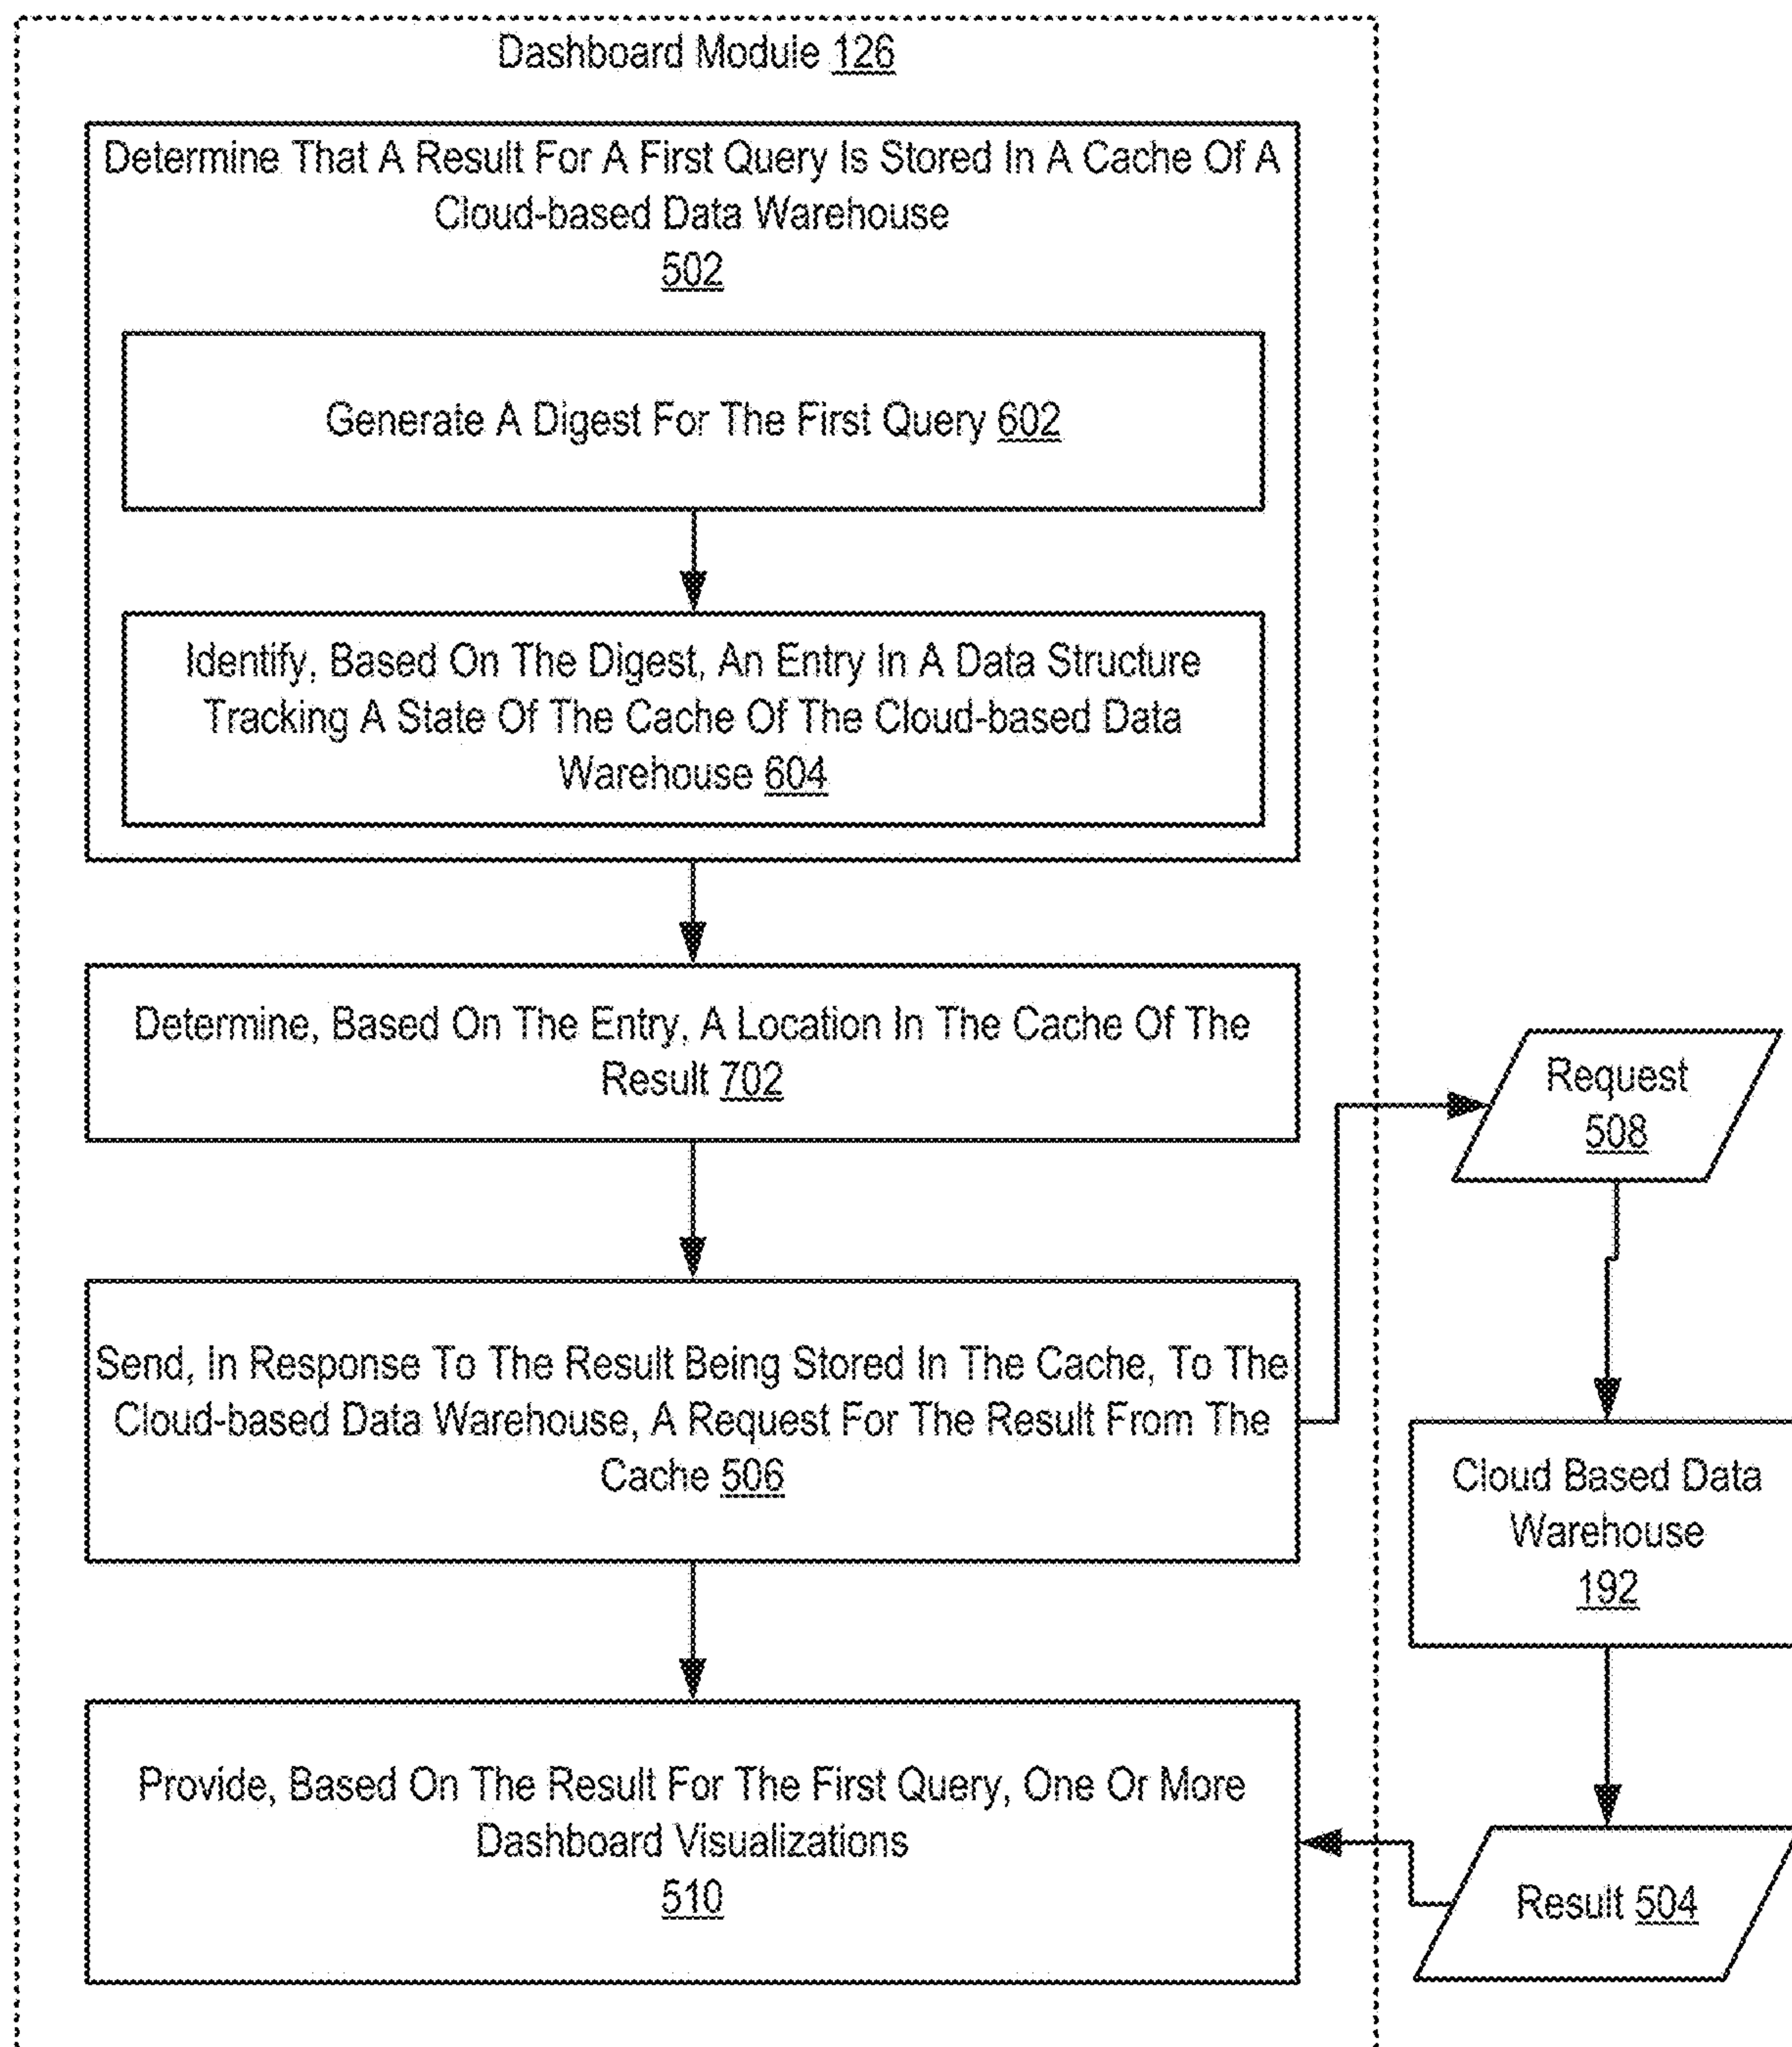 Dashboard Module 126
Determine That A Result For A First Query Is Stored In A Cache Of A
Cloud-based Data Warehouse
502
Generate A Digest For The First Query 602
Identify, Based On The Digest, An Entry In A Data Structure
Tracking A State Of The Cache Of The Cloud-based Data
Warehouse 604
Determine, Based On The Entry, A Location In The Cache Of The
Result 702
Request
508
Send, In Response To The Result Being Stored In The Cache, To The
Cloud-based Data Warehouse, A Request For The Result From The
Cache 506
Cloud Based Data
Warehouse
192
Provide, Based On The Result For The First Query, One Or More
Dashboard Visualizations
510
Result 504